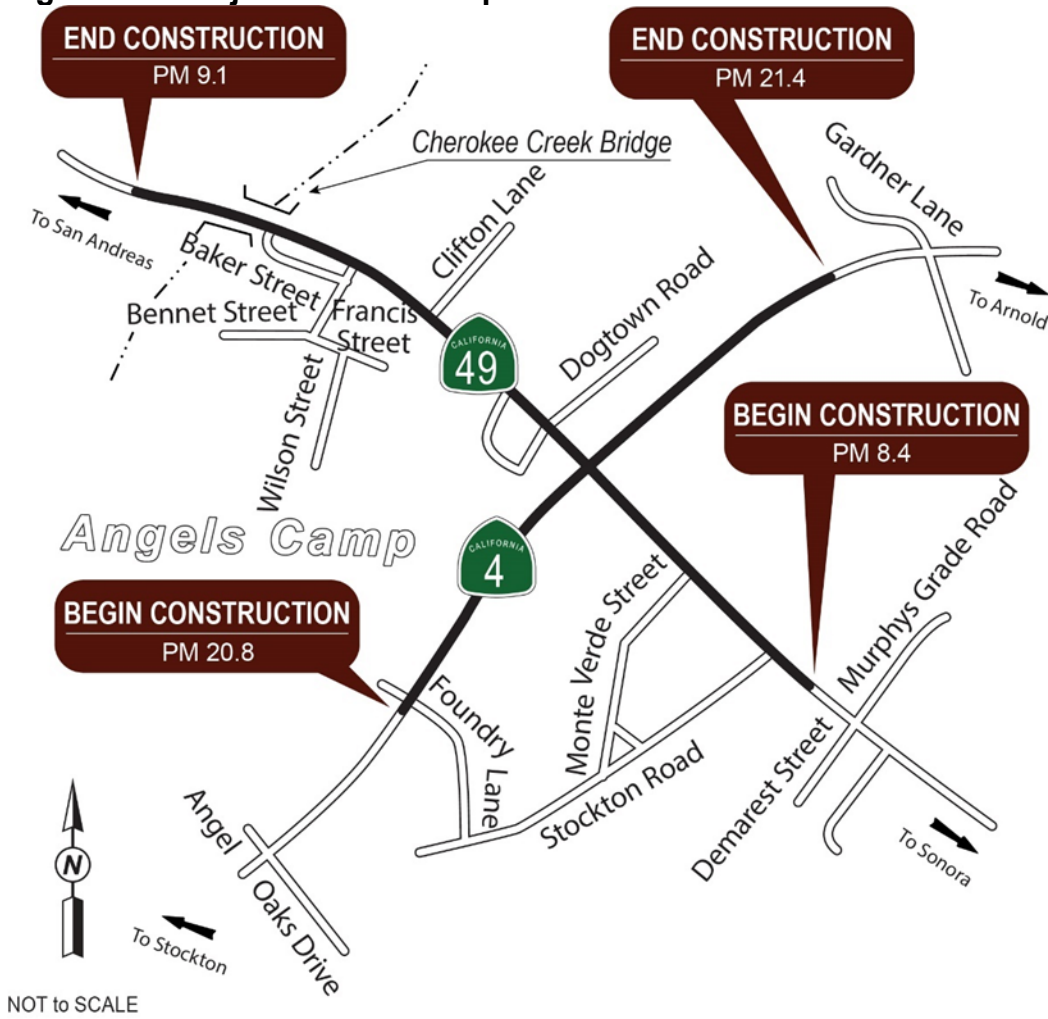 END CONSTRUCTION
PM 9.1
END CONSTRUCTION
PM 21.4
Cherokee Creek Bridge
Gardner Lane
Clifton Lane
To San Andreas
Baker Street
Bennet Street
Francis
Street
Dogtown Road
To Arnold
CALIFORNIA
49
Wilson Street
BEGIN CONSTRUCTION
PM 8.4
Angels Camp
CALIFORNIA
4
Murphys Grade Road
Monte Verde Street
BEGIN CONSTRUCTION
PM 20.8
Foundry
Lane
Stockton Road
Demarest Street
To Sonora
Angel
Oaks Drive
N
To Stockton
NOT to SCALE